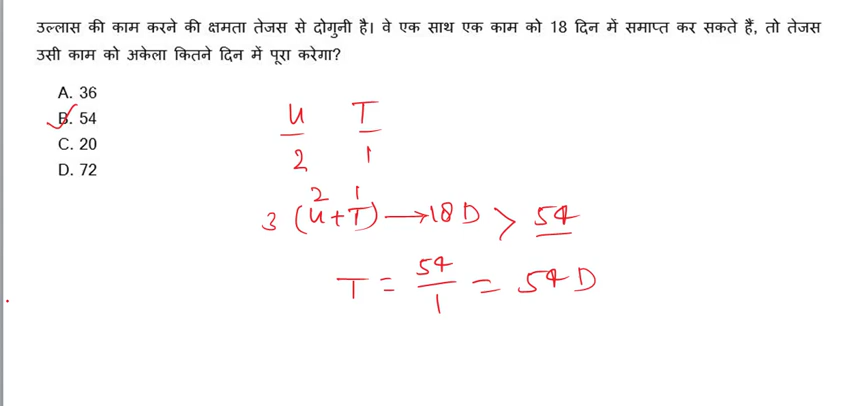 उल्लास की काम करने की क्षमता तेजस से दोगुनी है। वे एक साथ एक काम को 18 दिन में समाप्त कर सकते हैं, तो तेजस
उसी काम को अकेला कितने दिन में पूरा करेगा?
A. 36
B. 54
C. 20
D. 72
U T
2 1
2 1
3 (U+T) → 18 D > 54
T = 54/1 = 54 D